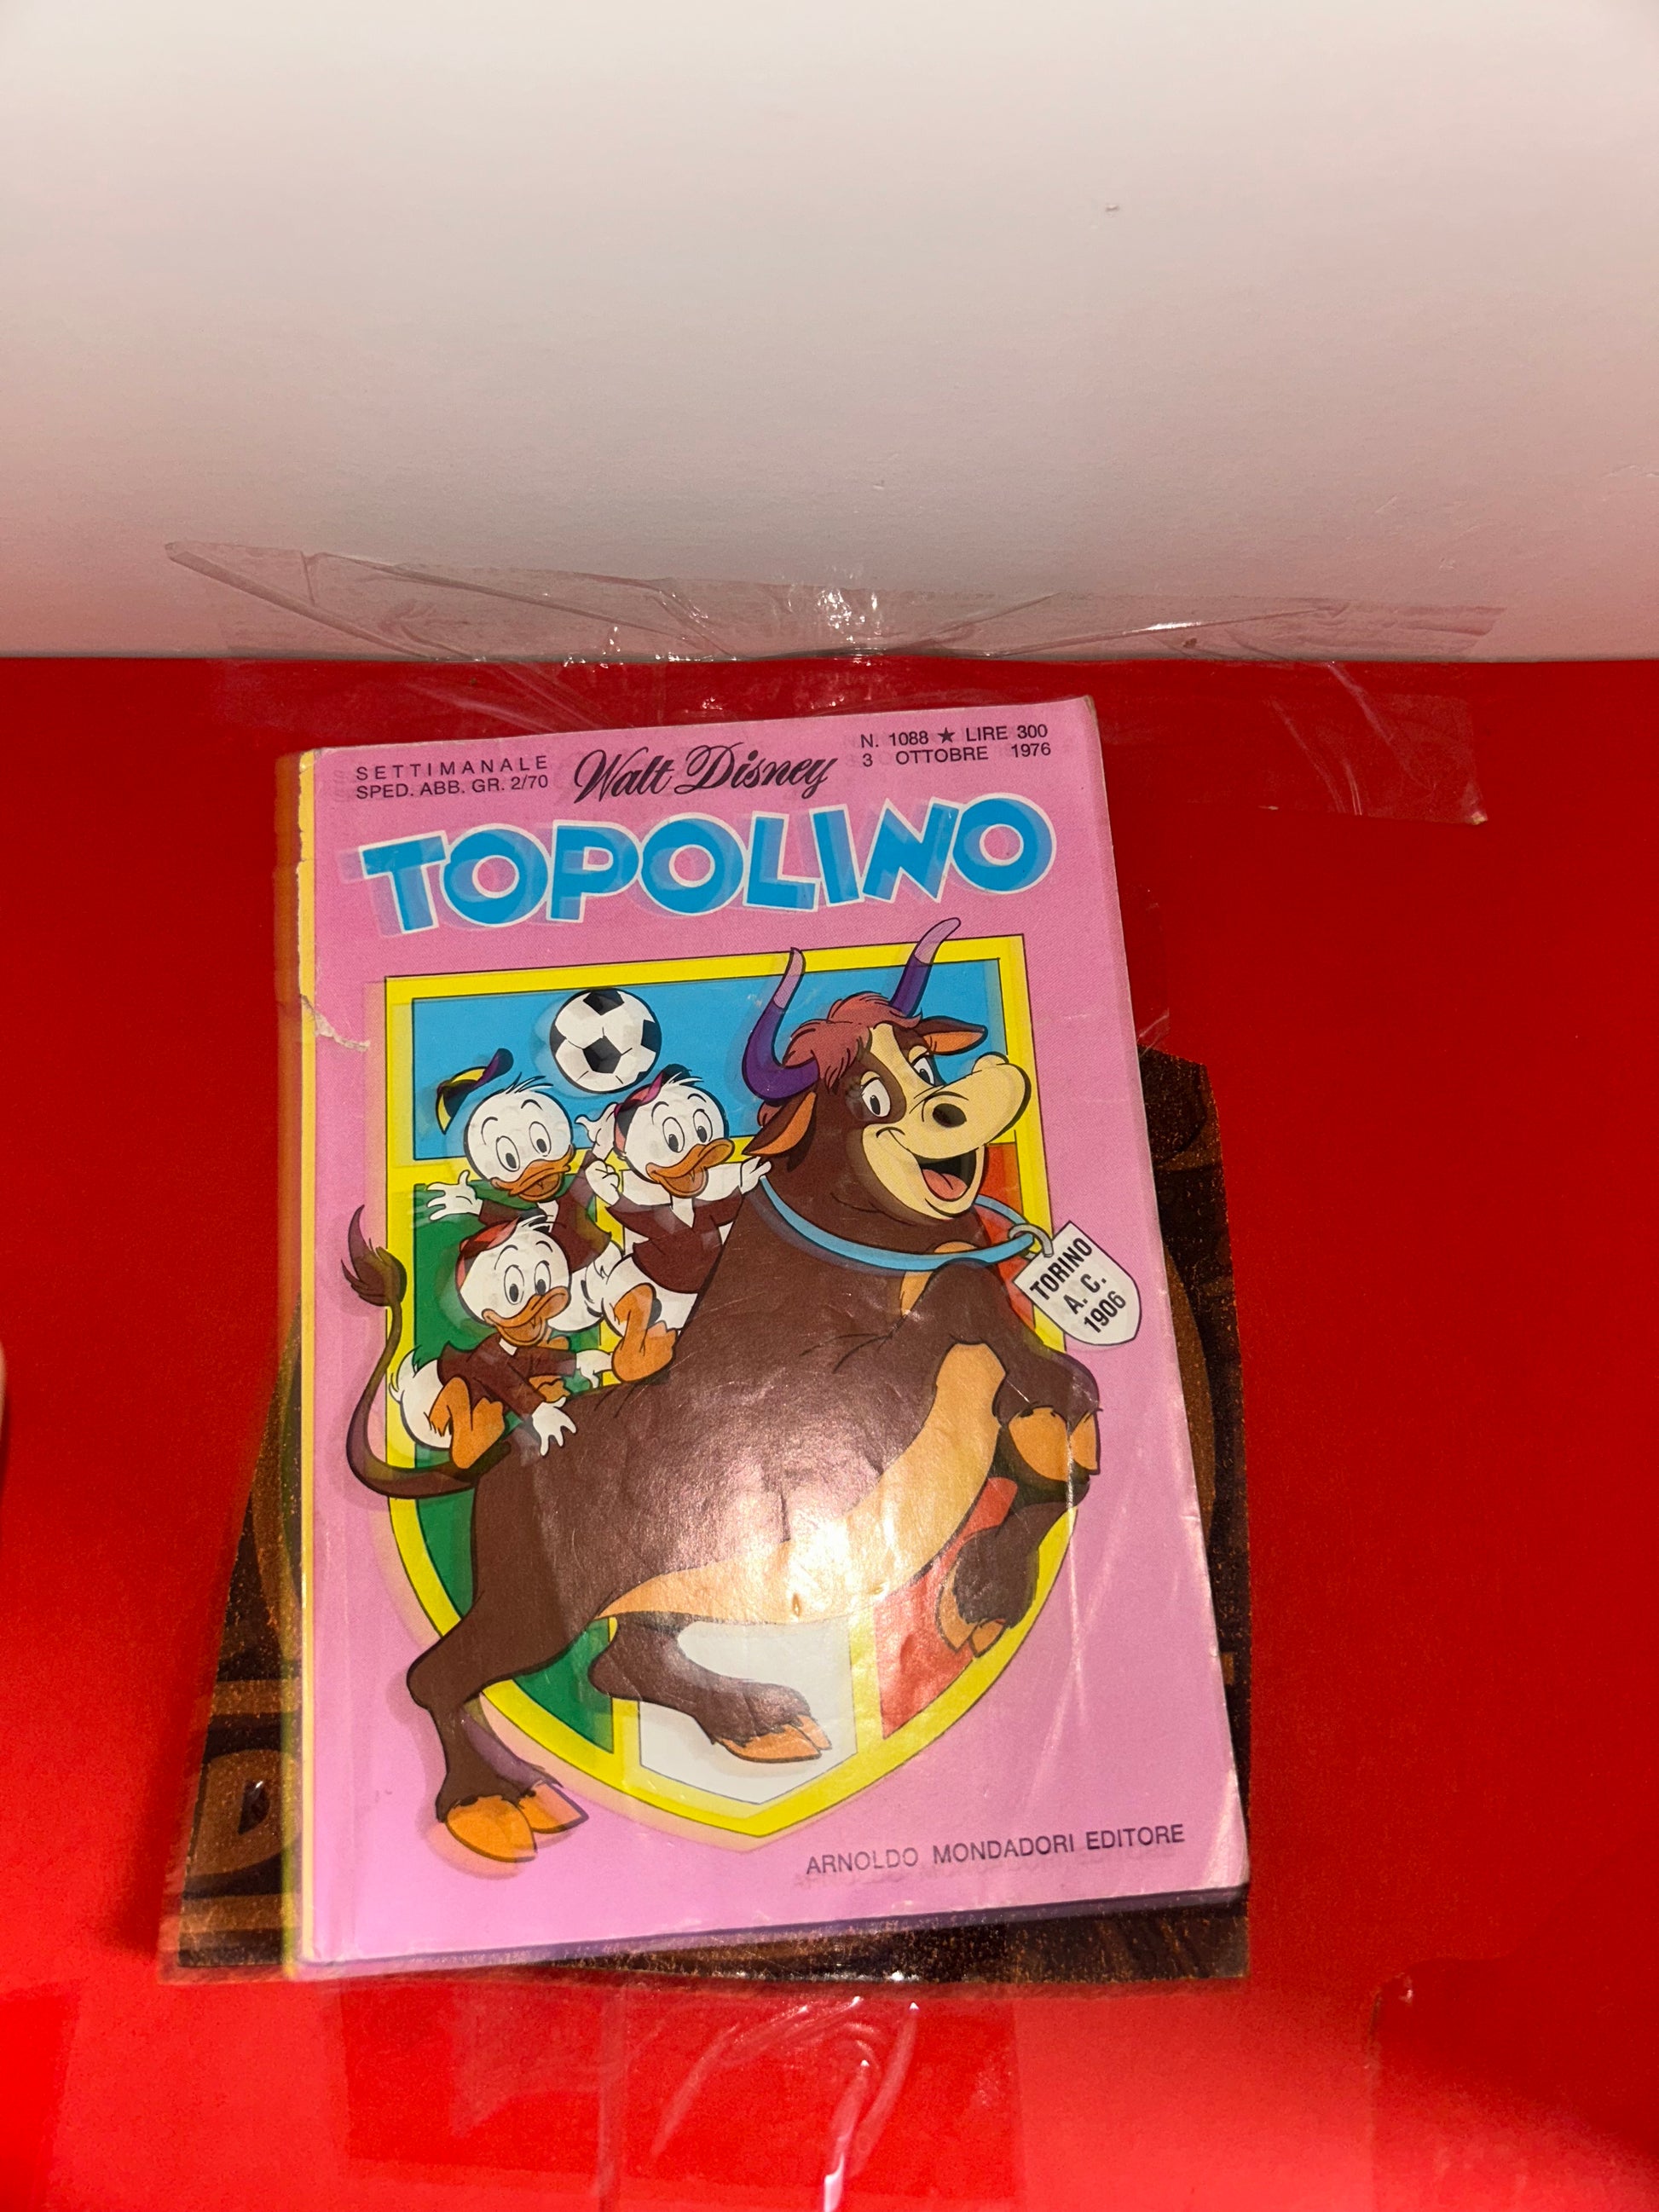 SETTIMANALE
SPED. ABB. GR. 2/70
Walt Disney
N. 1088 ★ LIRE 300
3 OTTOBRE 1976
TOPOLINO
TORINO
A. C.
1906
ARNOLDO MONDADORI EDITORE
D